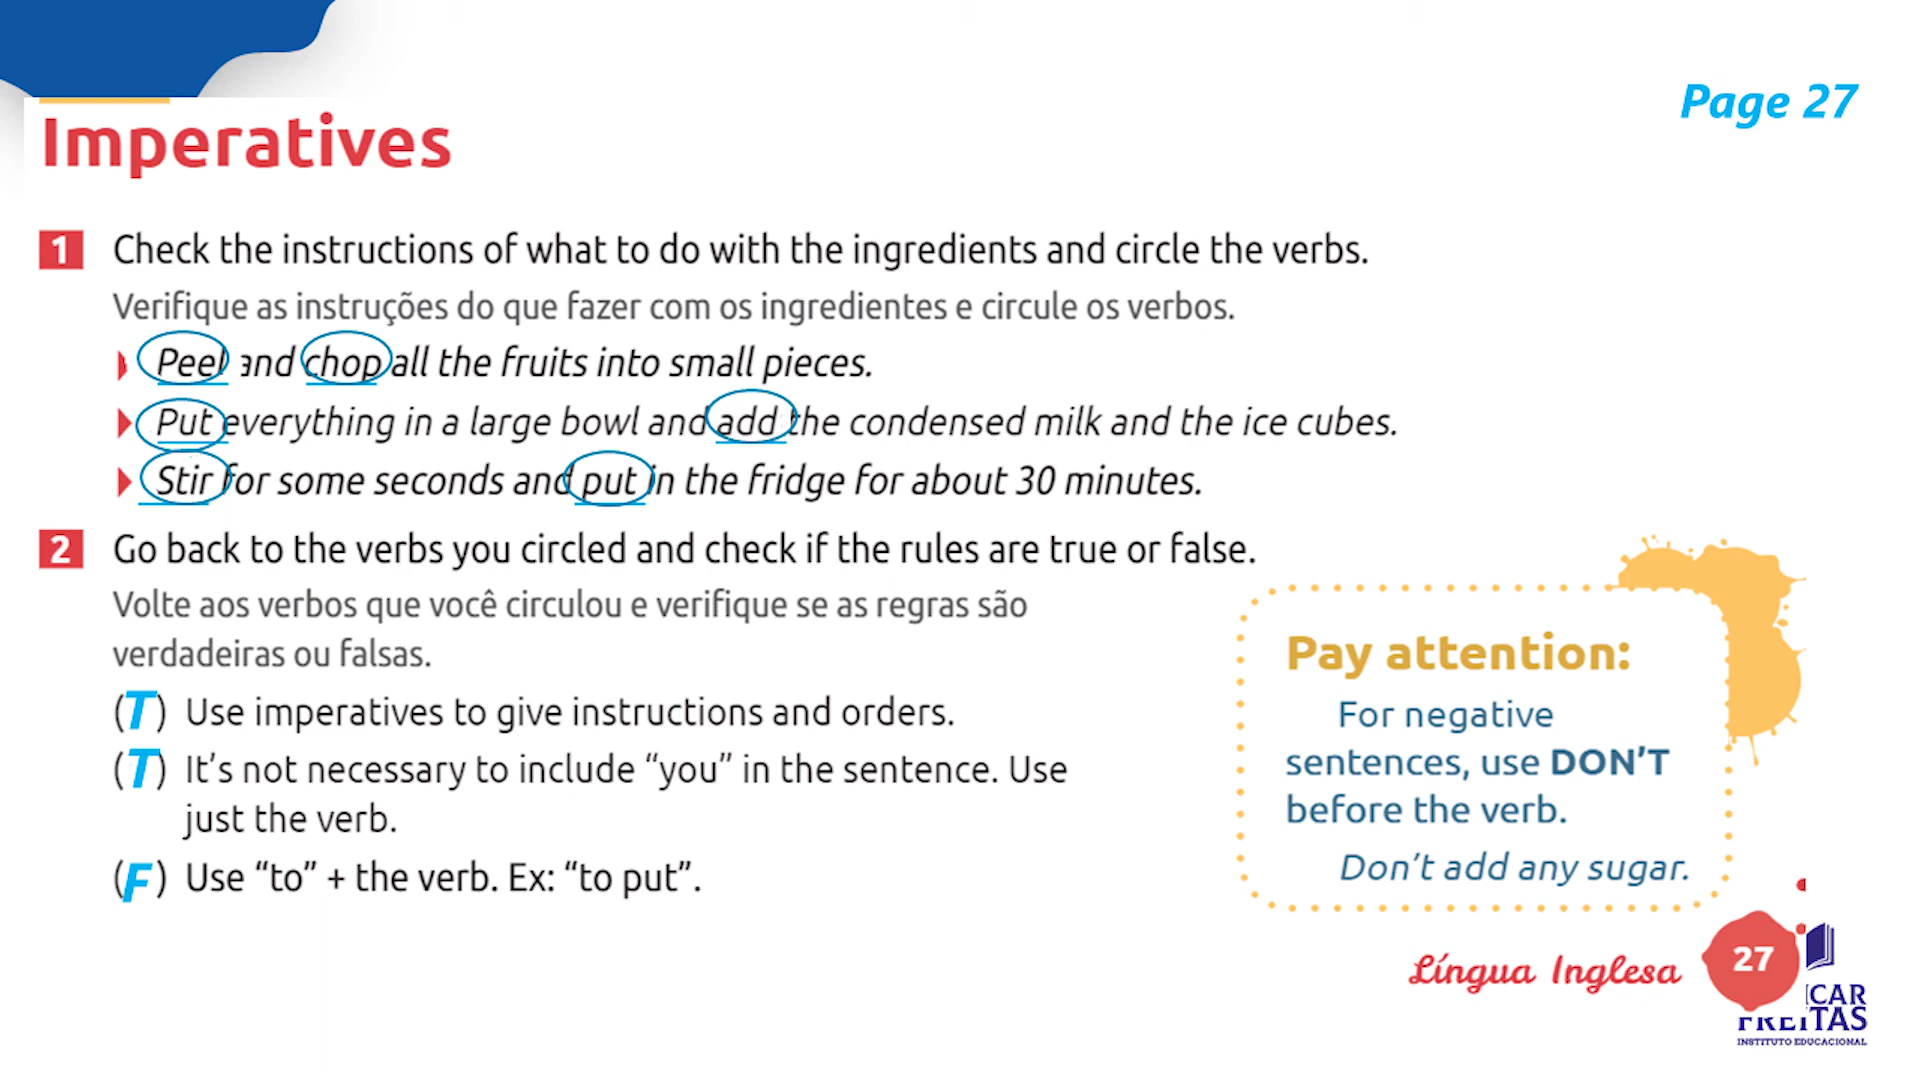 Page 27
Imperatives
1 Check the instructions of what to do with the ingredients and circle the verbs.
Verifique as instruções do que fazer com os ingredientes e circule os verbos.
Peel and chop all the fruits into small pieces.
Put everything in a large bowl and add the condensed milk and the ice cubes.
Stir for some seconds and put in the fridge for about 30 minutes.
2 Go back to the verbs you circled and check if the rules are true or false.
Volte aos verbos que você circulou e verifique se as regras são
verdadeiras ou falsas.
(T) Use imperatives to give instructions and orders.
(T) It’s not necessary to include “you” in the sentence. Use
just the verb.
(F) Use “to” + the verb. Ex: “to put”.
Pay attention:
For negative
sentences, use DON’T
before the verb.
Don’t add any sugar.
Língua Inglesa 27
CAR
FREITAS
INSTITUTO EDUCACIONAL